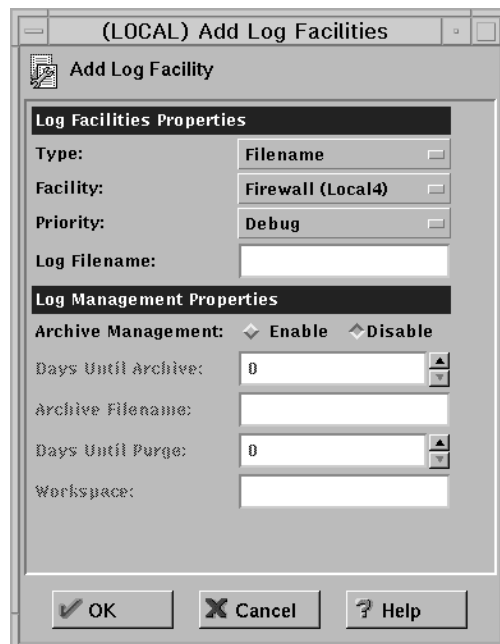 (LOCAL) Add Log Facilities
Add Log Facility
Log Facilities Properties
Type: Filename
Facility: Firewall (Local4)
Priority: Debug
Log Filename:
Log Management Properties
Archive Management: Enable Disable
Days Until Archive: 0
Archive Filename:
Days Until Purge: 0
Workspace:
OK Cancel ? Help